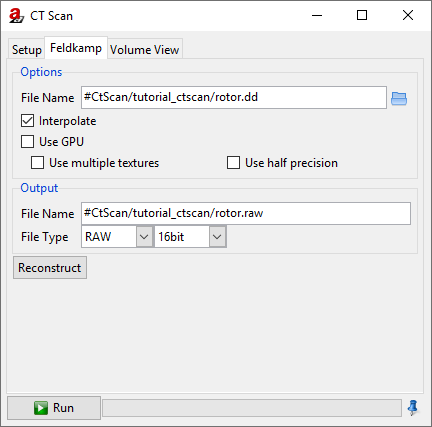 CT Scan
Setup Feldkamp Volume View
Options
File Name #CtScan/tutorial_ctscan/rotor.dd
Interpolate
Use GPU
Use multiple textures Use half precision
Output
File Name #CtScan/tutorial_ctscan/rotor.raw
File Type RAW 16bit
Reconstruct
Run